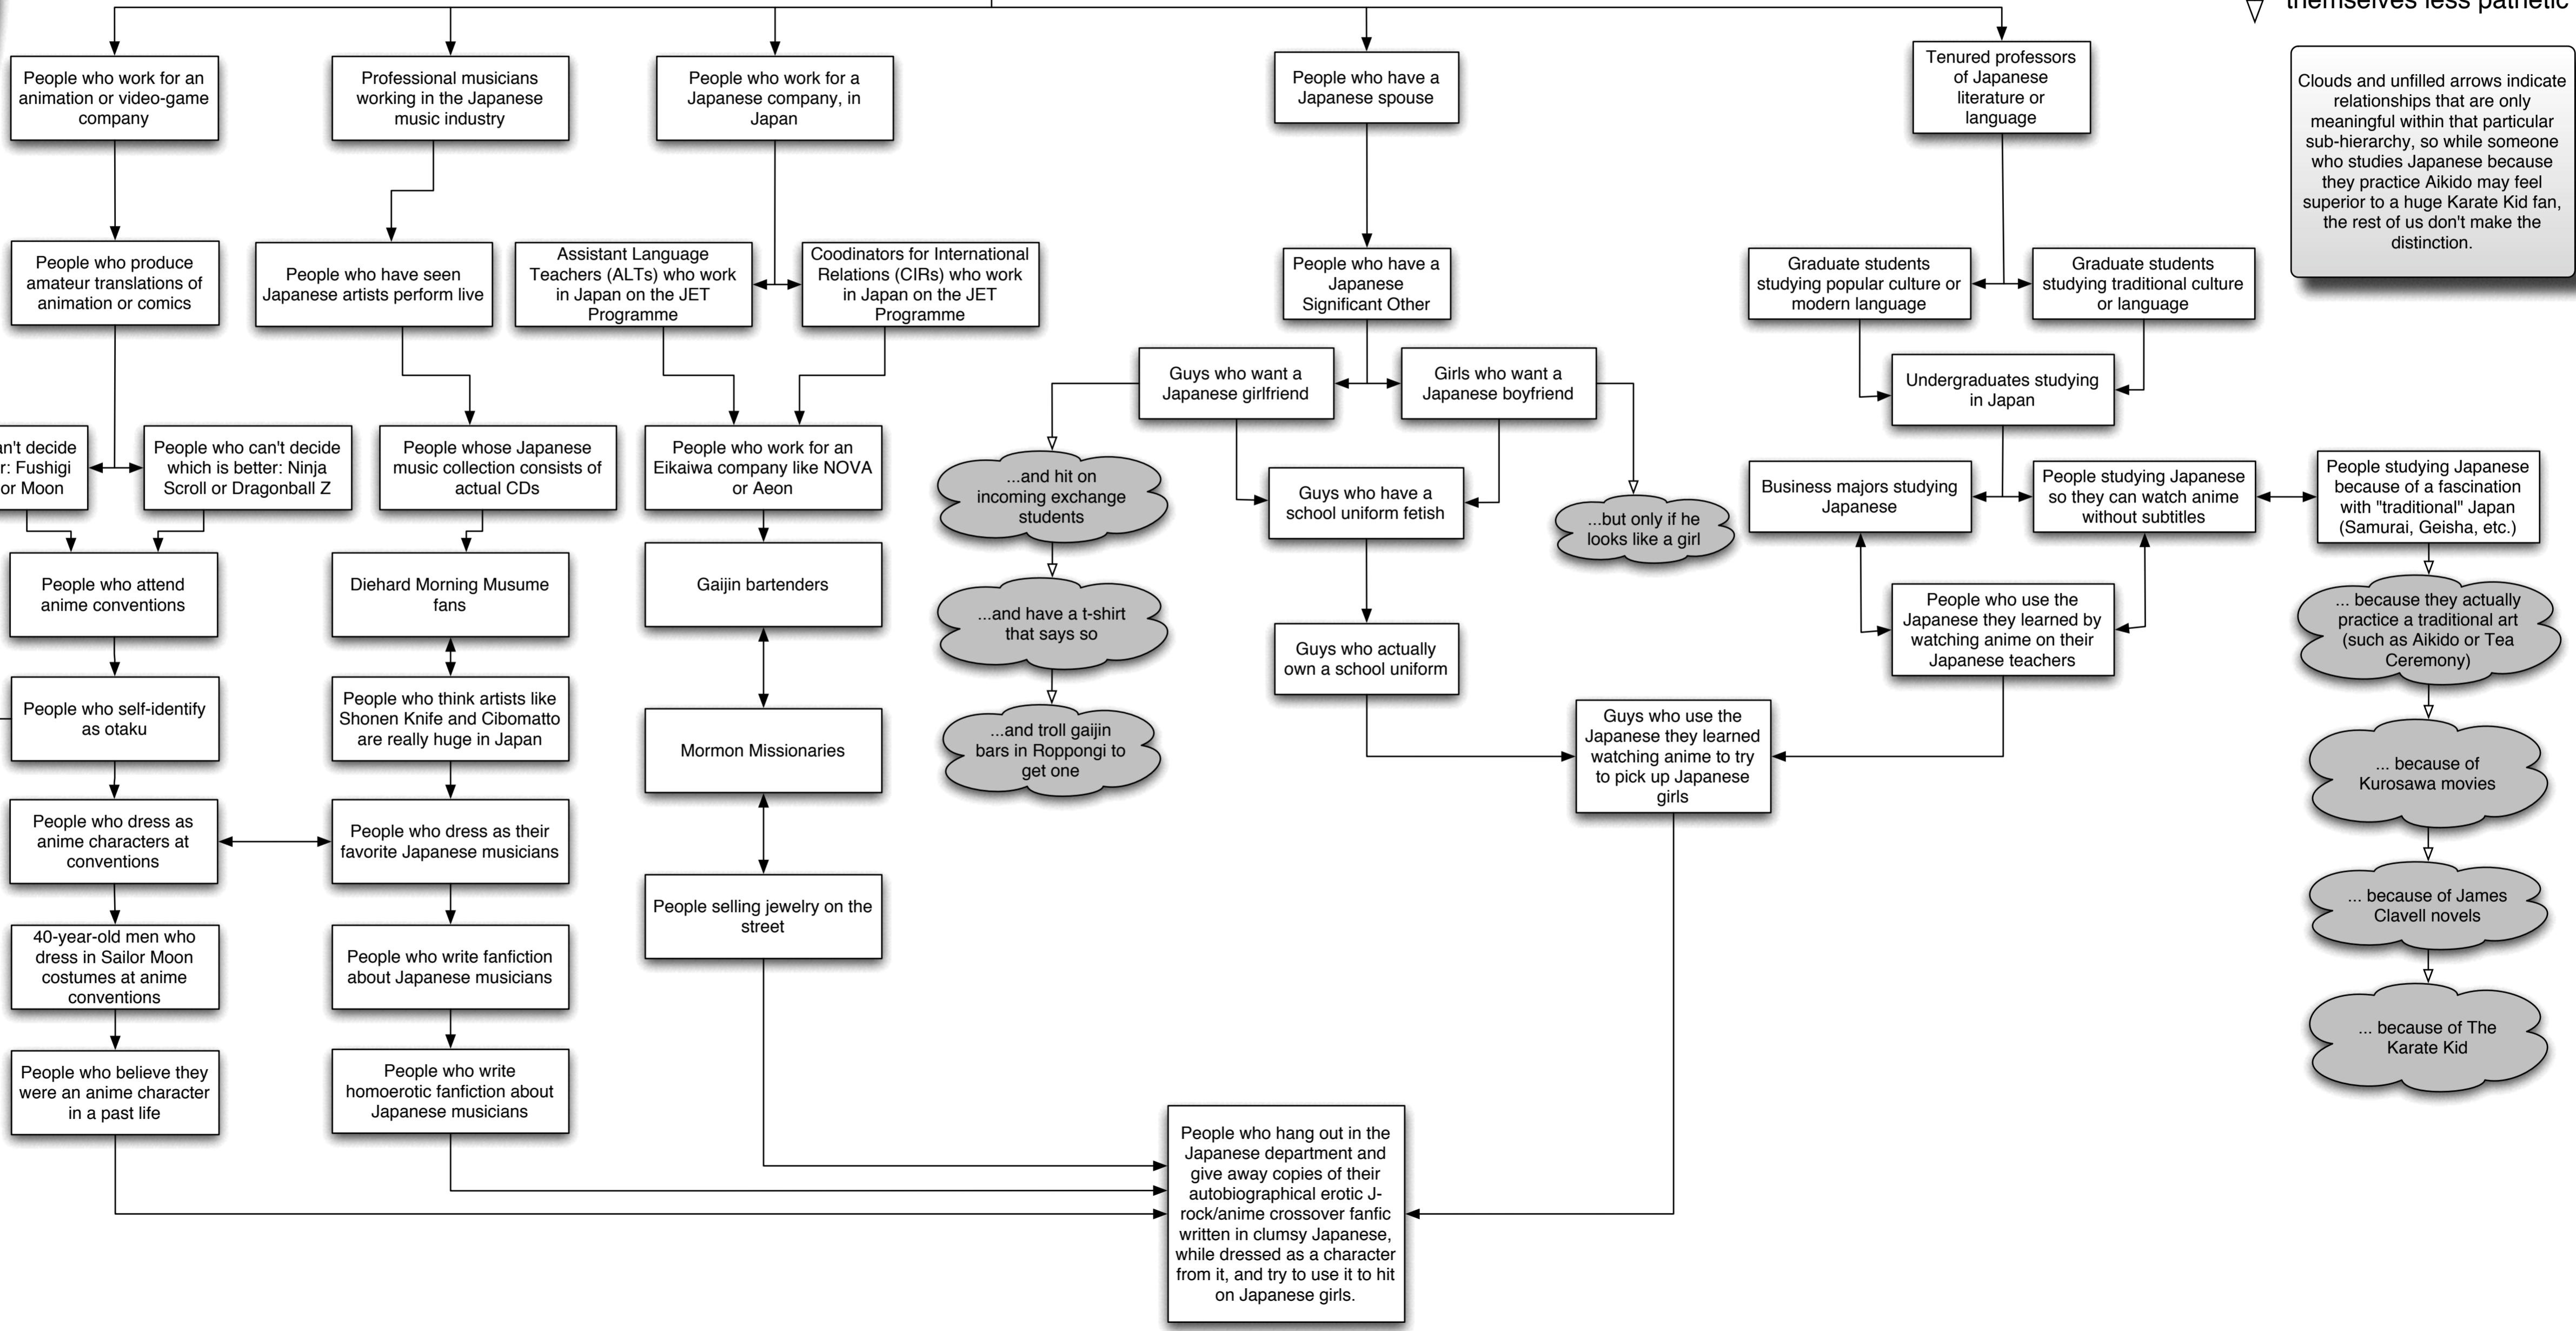 themselves less pathetic
People who work for an
animation or video-game
company
Professional musicians
working in the Japanese
music industry
People who work for a
Japanese company, in
Japan
People who have a
Japanese spouse
Tenured professors
of Japanese
literature or
language
Clouds and unfilled arrows indicate
relationships that are only
meaningful within that particular
sub-hierarchy, so while someone
who studies Japanese because
they practice Aikido may feel
superior to a huge Karate Kid fan,
the rest of us don't make the
distinction.
People who produce
amateur translations of
animation or comics
People who have seen
Japanese artists perform live
Assistant Language
Teachers (ALTs) who work
in Japan on the JET
Programme
Coodinators for International
Relations (CIRs) who work
in Japan on the JET
Programme
People who have a
Japanese
Significant Other
Graduate students
studying popular culture or
modern language
Graduate students
studying traditional culture
or language
Guys who want a
Japanese girlfriend
Girls who want a
Japanese boyfriend
Undergraduates studying
in Japan
an't decide
r: Fushigi
or Moon
People who can't decide
which is better: Ninja
Scroll or Dragonball Z
People whose Japanese
music collection consists of
actual CDs
People who work for an
Eikaiwa company like NOVA
or Aeon
...and hit on
incoming exchange
students
Guys who have a
school uniform fetish
...but only if he
looks like a girl
Business majors studying
Japanese
People studying Japanese
so they can watch anime
without subtitles
People studying Japanese
because of a fascination
with "traditional" Japan
(Samurai, Geisha, etc.)
People who attend
anime conventions
Diehard Morning Musume
fans
Gaijin bartenders
...and have a t-shirt
that says so
Guys who actually
own a school uniform
People who use the
Japanese they learned by
watching anime on their
Japanese teachers
... because they actually
practice a traditional art
(such as Aikido or Tea
Ceremony)
People who self-identify
as otaku
People who think artists like
Shonen Knife and Cibomatto
are really huge in Japan
Mormon Missionaries
...and troll gaijin
bars in Roppongi to
get one
Guys who use the
Japanese they learned
watching anime to try
to pick up Japanese
girls
... because of
Kurosawa movies
People who dress as
anime characters at
conventions
People who dress as their
favorite Japanese musicians
People selling jewelry on the
street
... because of James
Clavell novels
40-year-old men who
dress in Sailor Moon
costumes at anime
conventions
People who write fanfiction
about Japanese musicians
... because of The
Karate Kid
People who believe they
were an anime character
in a past life
People who write
homoerotic fanfiction about
Japanese musicians
People who hang out in the
Japanese department and
give away copies of their
autobiographical erotic J-
rock/anime crossover fanfic
written in clumsy Japanese,
while dressed as a character
from it, and try to use it to hit
on Japanese girls.